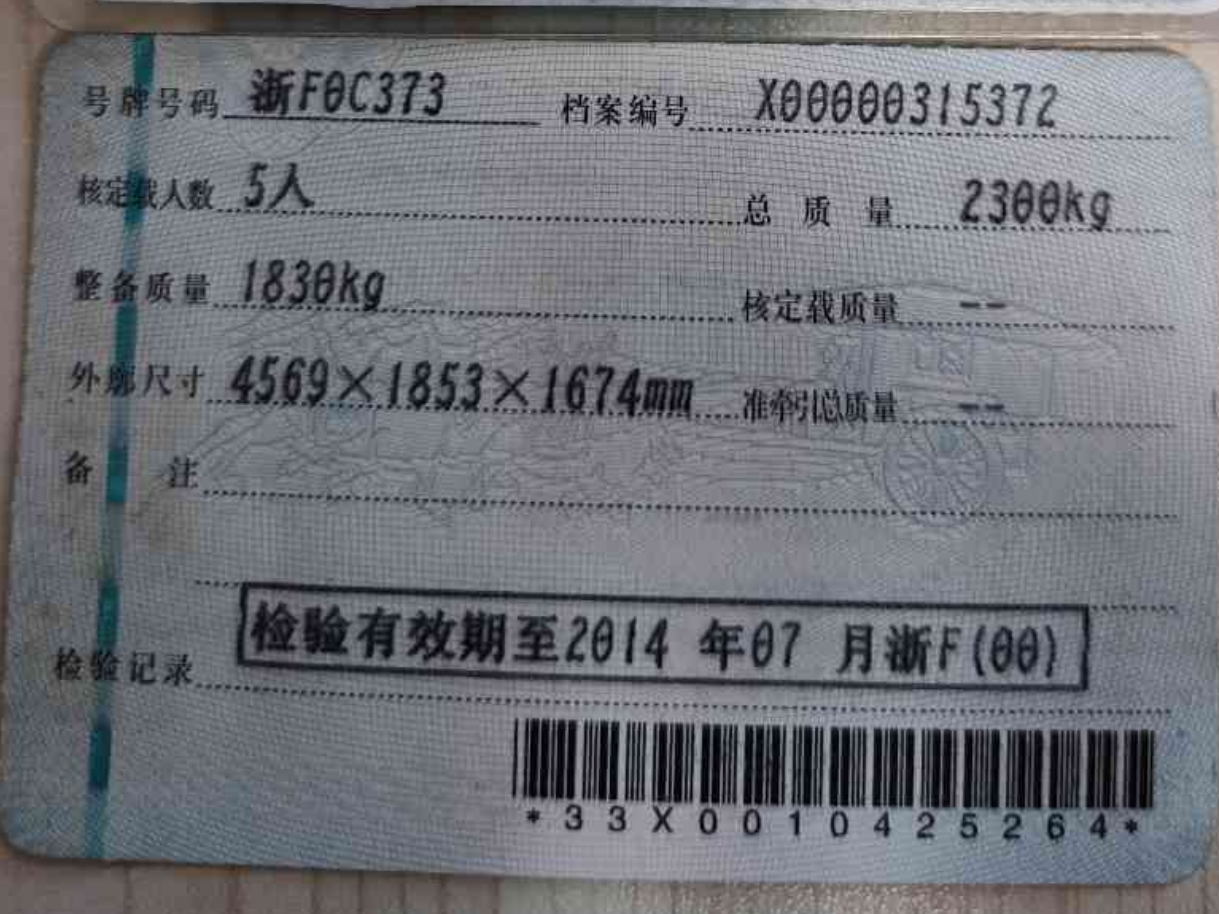 号牌号码 浙F0C373 档案编号 X00000315372
核定载人数 5人 总质量 2300kg
整备质量 1830kg 核定载质量 --
外廓尺寸 4569×1853×1674mm 准牵引总质量 --
备注
检验记录 检验有效期至2014 年07 月浙F(00)
*33X0010425264*